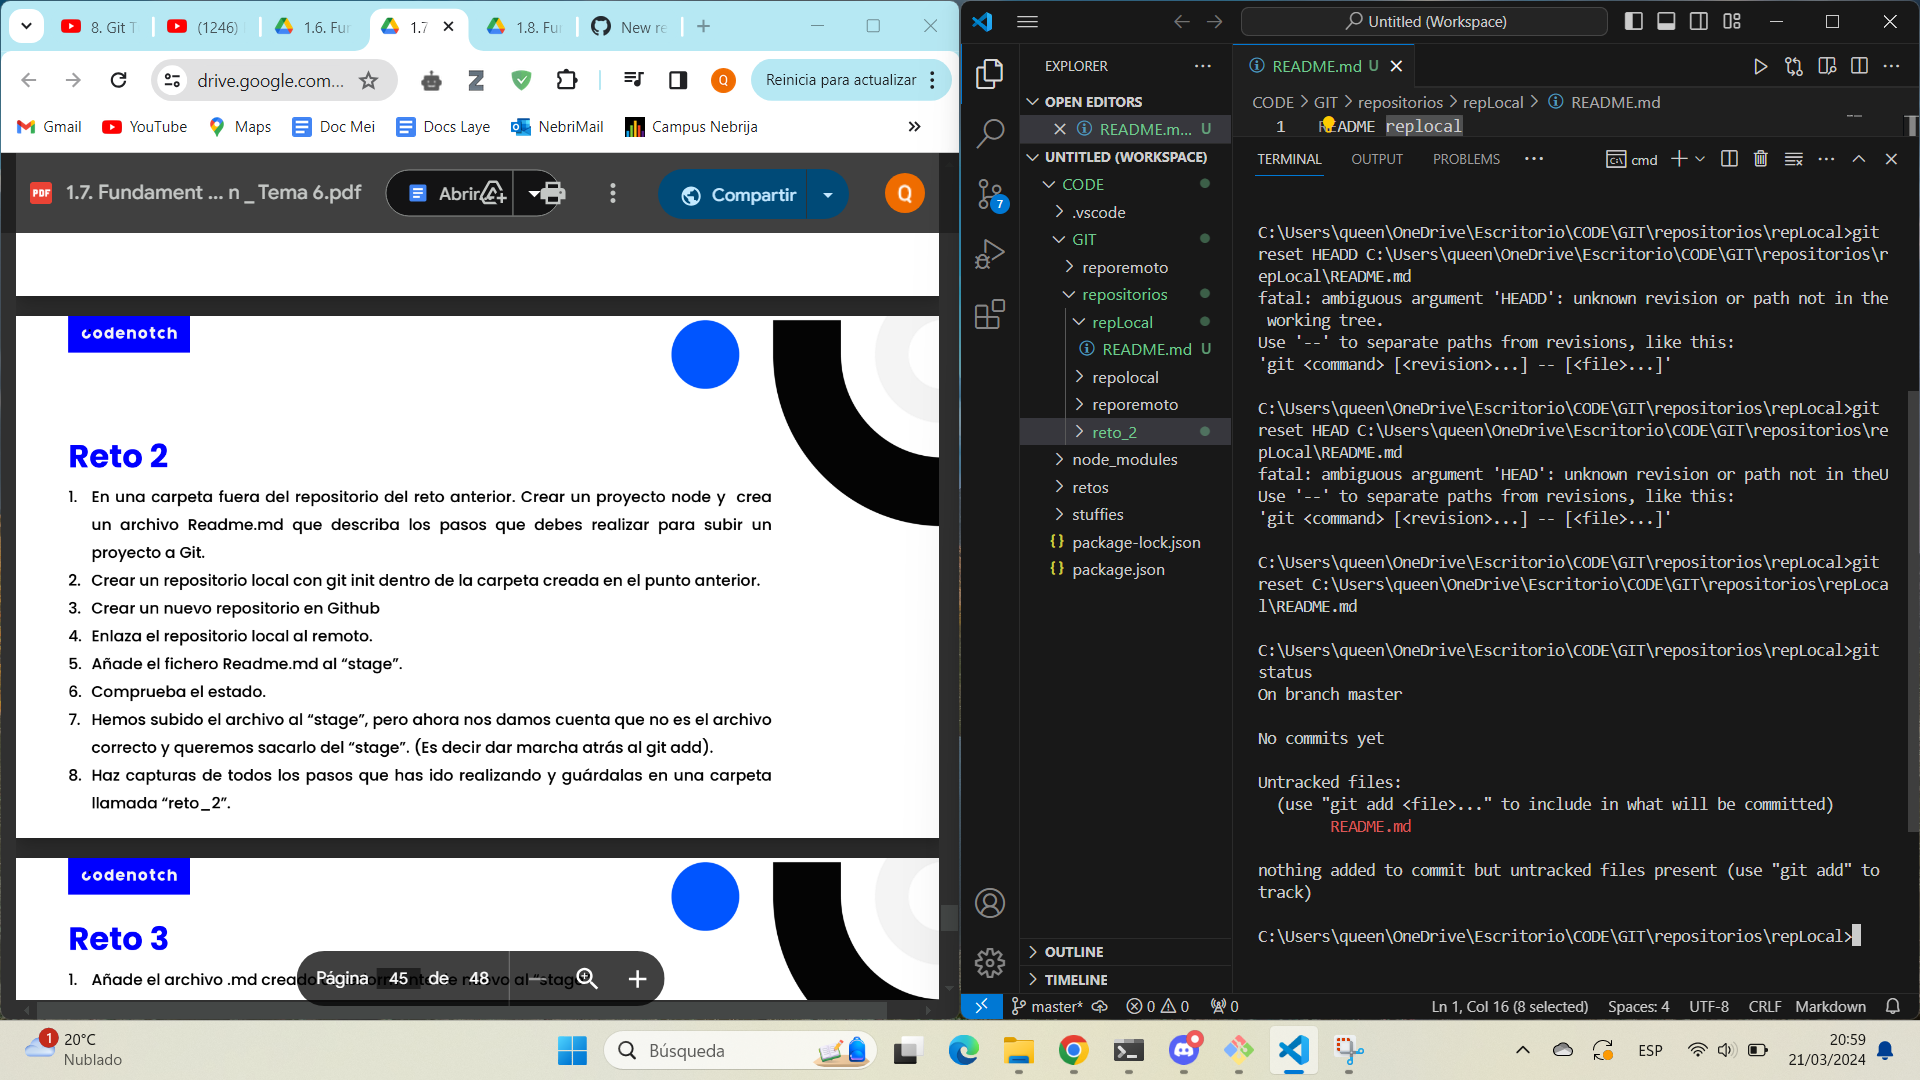 8. Git T
(1246)
1.6. Fur
1.7
1.8. Fur
New re
drive.google.com...
Reinicia para actualizar
Gmail
YouTube
Maps
Doc Mei
Docs Laye
NebriMail
Campus Nebrija
PDF
1.7. Fundament ... n _ Tema 6.pdf
Abrir
Compartir
Q
codenotch
Reto 2
1. En una carpeta fuera del repositorio del reto anterior. Crear un proyecto node y crea
un archivo Readme.md que describa los pasos que debes realizar para subir un
proyecto a Git.
2. Crear un repositorio local con git init dentro de la carpeta creada en el punto anterior.
3. Crear un nuevo repositorio en Github
4. Enlaza el repositorio local al remoto.
5. Añade el fichero Readme.md al “stage”.
6. Comprueba el estado.
7. Hemos subido el archivo al “stage”, pero ahora nos damos cuenta que no es el archivo
correcto y queremos sacarlo del “stage”. (Es decir dar marcha atrás al git add).
8. Haz capturas de todos los pasos que has ido realizando y guárdalas en una carpeta
llamada “reto_2”.
codenotch
Reto 3
1. Añade el archivo .md creado
Página 45 de 48
Untitled (Workspace)
EXPLORER
OPEN EDITORS
README.m... U
UNTITLED (WORKSPACE)
CODE
.vscode
GIT
reporemoto
repositorios
repLocal
README.md U
repolocal
reporemoto
reto_2
node_modules
retos
stuffies
package-lock.json
package.json
OUTLINE
TIMELINE
7
README.md U
CODE > GIT > repositorios > repLocal > README.md
1 README replocal
TERMINAL
OUTPUT
PROBLEMS
cmd
C:\Users\queen\OneDrive\Escritorio\CODE\GIT\repositorios\repLocal>git
reset HEADD C:\Users\queen\OneDrive\Escritorio\CODE\GIT\repositorios\r
epLocal\README.md
fatal: ambiguous argument 'HEADD': unknown revision or path not in the
 working tree.
Use '--' to separate paths from revisions, like this:
'git <command> [<revision>...] -- [<file>...]'
C:\Users\queen\OneDrive\Escritorio\CODE\GIT\repositorios\repLocal>git
reset HEAD C:\Users\queen\OneDrive\Escritorio\CODE\GIT\repositorios\re
pLocal\README.md
fatal: ambiguous argument 'HEAD': unknown revision or path not in theU
Use '--' to separate paths from revisions, like this:
'git <command> [<revision>...] -- [<file>...]'
C:\Users\queen\OneDrive\Escritorio\CODE\GIT\repositorios\repLocal>git
reset C:\Users\queen\OneDrive\Escritorio\CODE\GIT\repositorios\repLoca
l\README.md
C:\Users\queen\OneDrive\Escritorio\CODE\GIT\repositorios\repLocal>git
status
On branch master
No commits yet
Untracked files:
  (use "git add <file>..." to include in what will be committed)
        README.md
nothing added to commit but untracked files present (use "git add" to
track)
C:\Users\queen\OneDrive\Escritorio\CODE\GIT\repositorios\repLocal>
master*
0
0
0
Ln 1, Col 16 (8 selected)
Spaces: 4
UTF-8
CRLF
Markdown
1
20°C
Nublado
Búsqueda
ESP
20:59
21/03/2024